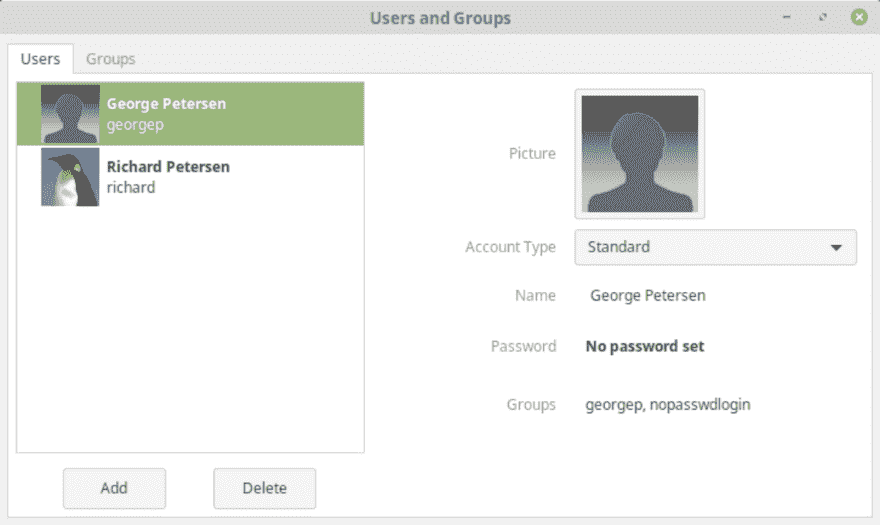 Users and Groups
Users Groups
George Petersen
georgep
Richard Petersen
richard
Add Delete
Picture
Account Type Standard
Name George Petersen
Password No password set
Groups georgep, nopasswdlogin